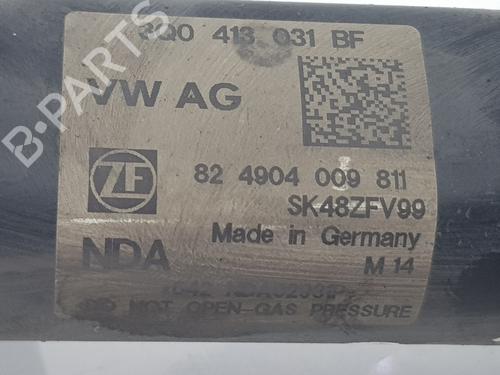 3Q0 413 031 BF
VW AG
ZF
82 4904 009 811
SK48ZFV99
Made in Germany
NDA
M 14
DO NOT OPEN-GAS PRESSURE
B-PARTS